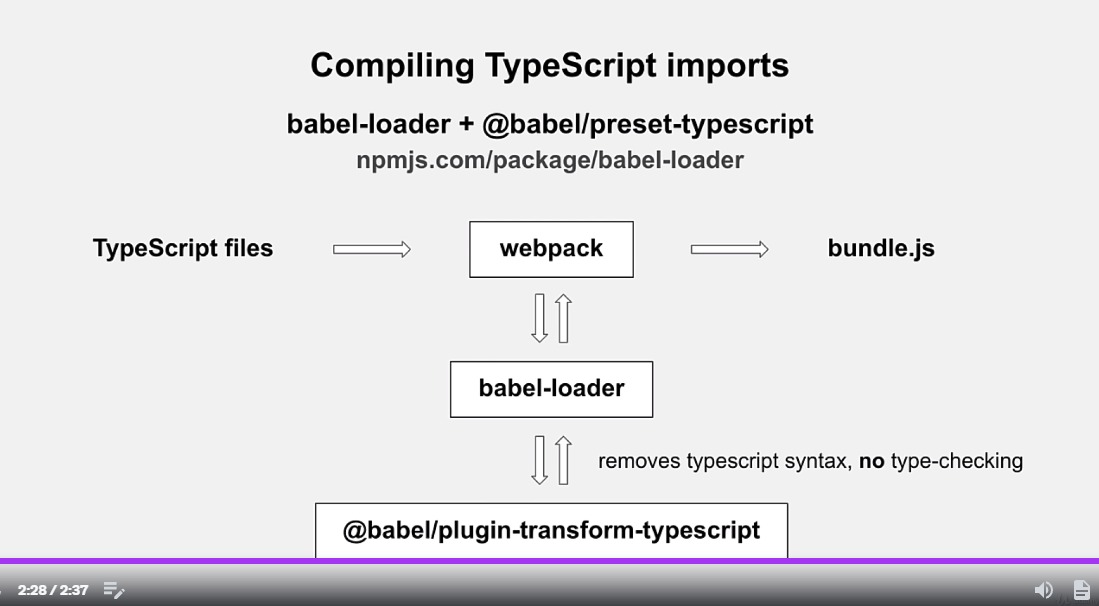 Compiling TypeScript imports
babel-loader + @babel/preset-typescript
npmjs.com/package/babel-loader
TypeScript files
webpack
bundle.js
babel-loader
removes typescript syntax, no type-checking
@babel/plugin-transform-typescript
2:28 / 2:37